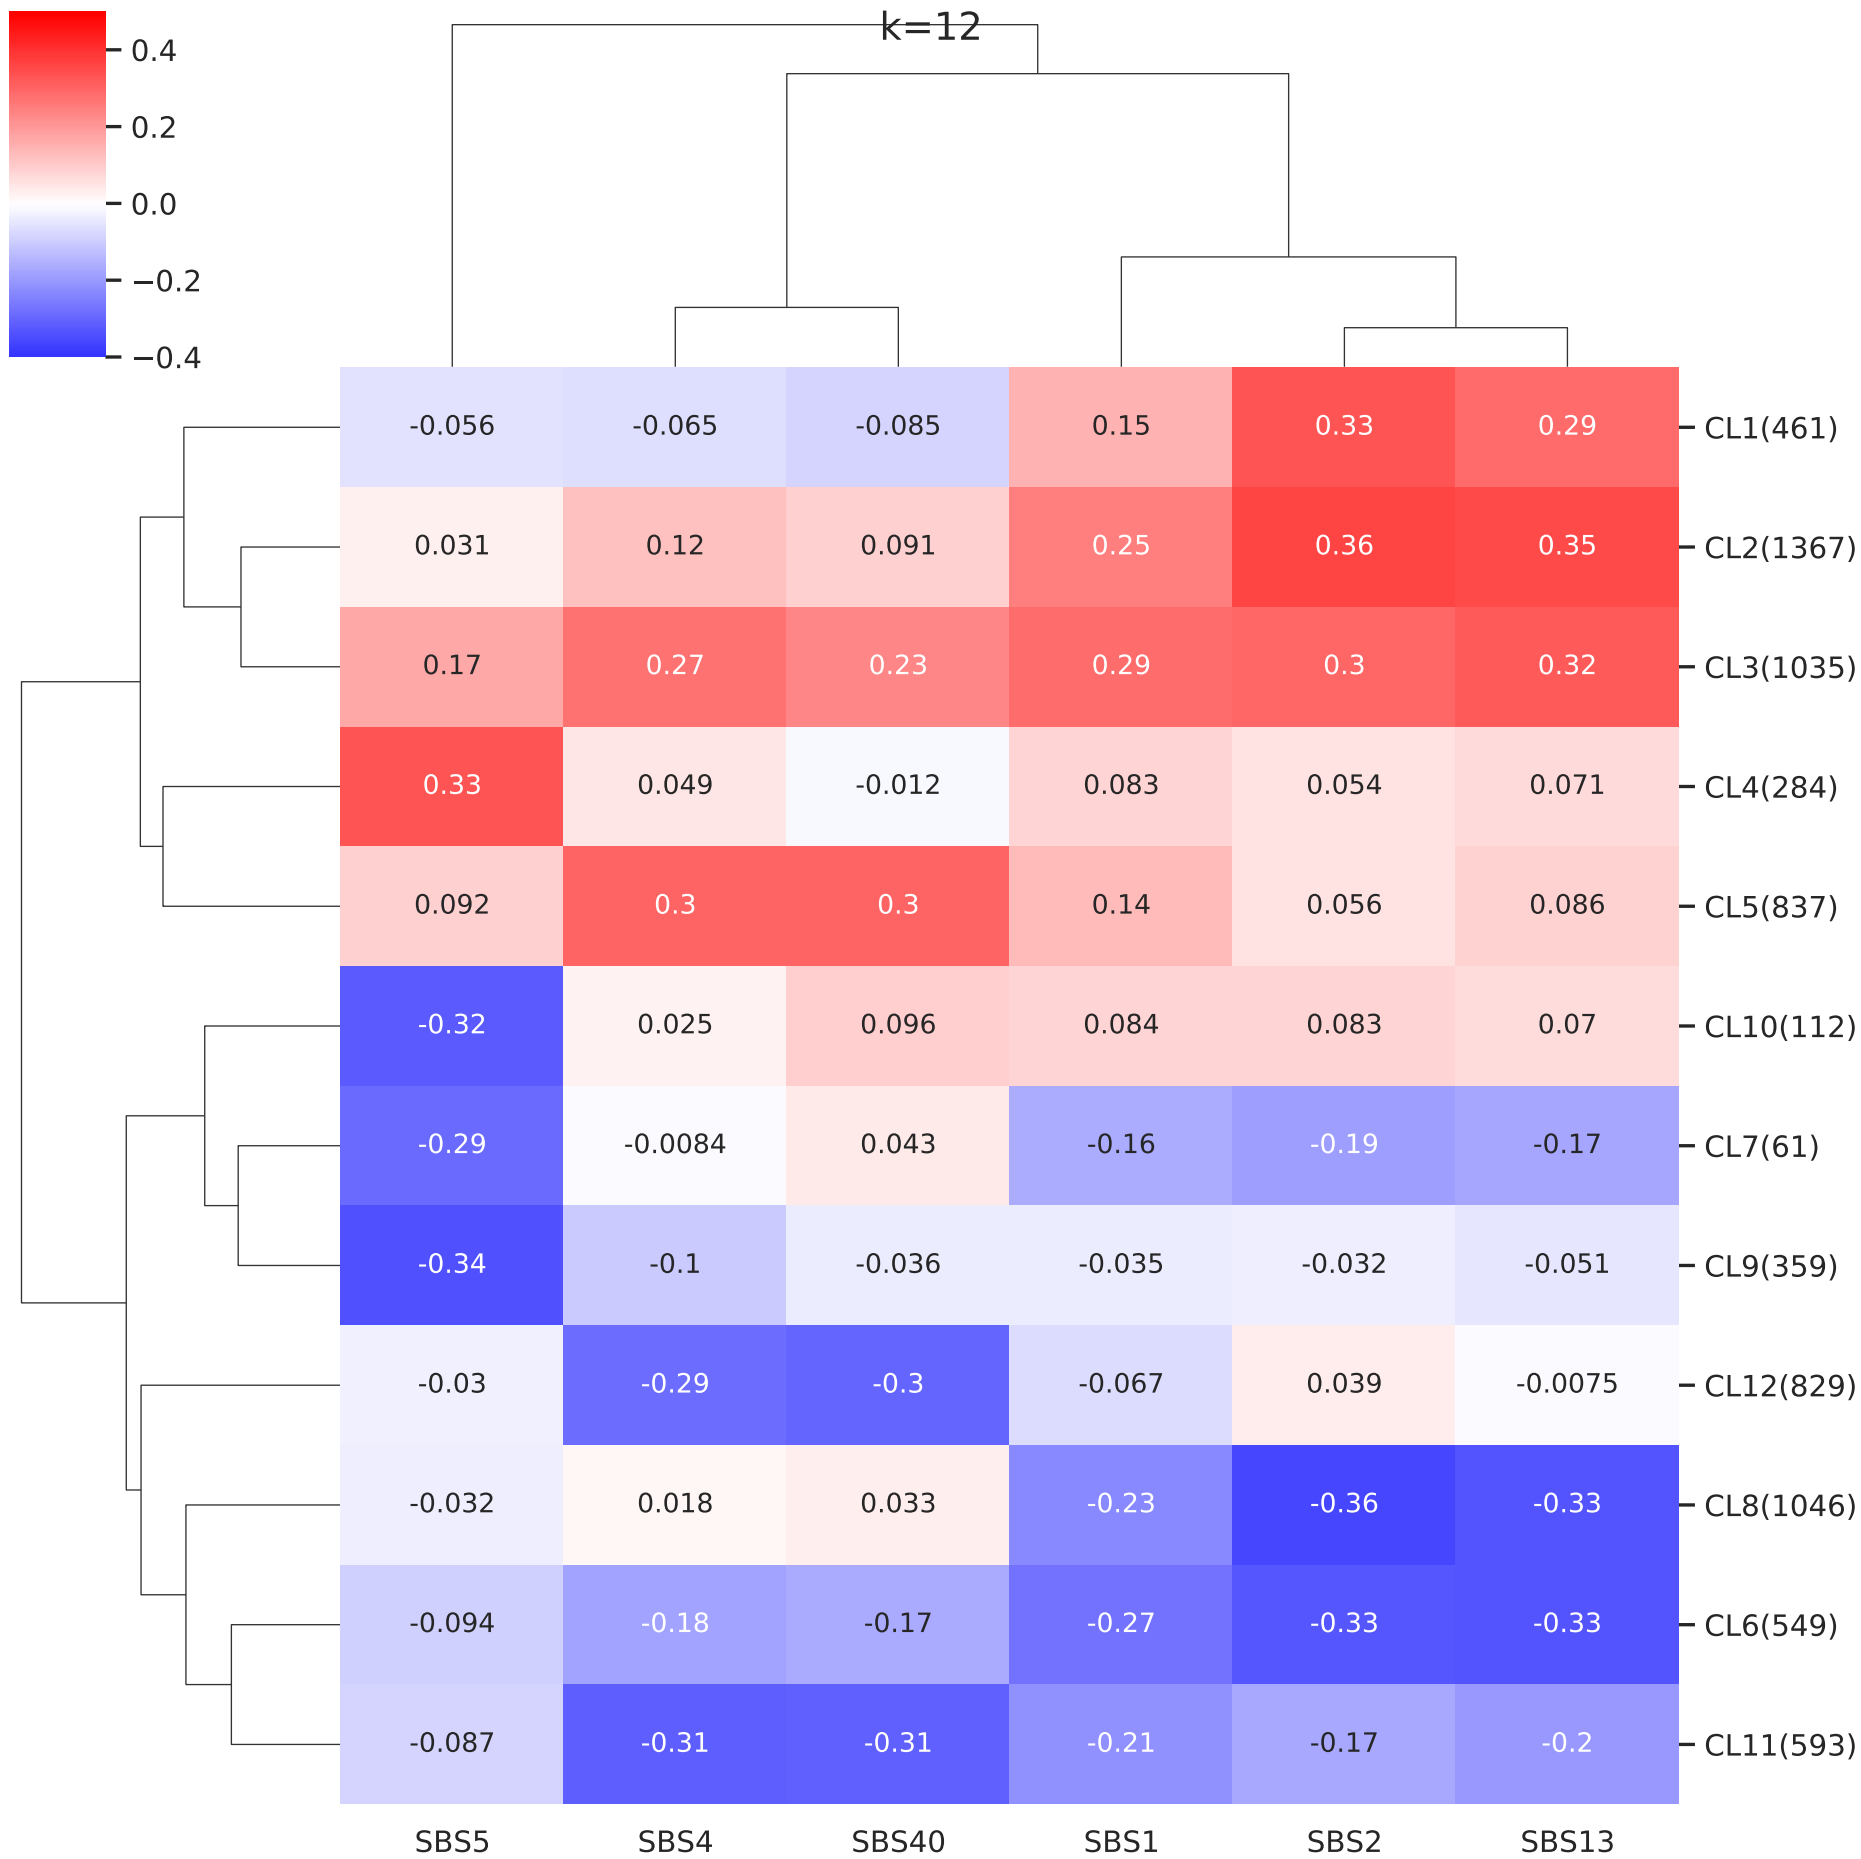 k=12
0.4
0.2
0.0
−0.2
−0.4
-0.056 -0.065 -0.085 0.15 0.33 0.29 CL1(461)
0.031 0.12 0.091 0.25 0.36 0.35 CL2(1367)
0.17 0.27 0.23 0.29 0.3 0.32 CL3(1035)
0.33 0.049 -0.012 0.083 0.054 0.071 CL4(284)
0.092 0.3 0.3 0.14 0.056 0.086 CL5(837)
-0.32 0.025 0.096 0.084 0.083 0.07 CL10(112)
-0.29 -0.0084 0.043 -0.16 -0.19 -0.17 CL7(61)
-0.34 -0.1 -0.036 -0.035 -0.032 -0.051 CL9(359)
-0.03 -0.29 -0.3 -0.067 0.039 -0.0075 CL12(829)
-0.032 0.018 0.033 -0.23 -0.36 -0.33 CL8(1046)
-0.094 -0.18 -0.17 -0.27 -0.33 -0.33 CL6(549)
-0.087 -0.31 -0.31 -0.21 -0.17 -0.2 CL11(593)
SBS5 SBS4 SBS40 SBS1 SBS2 SBS13